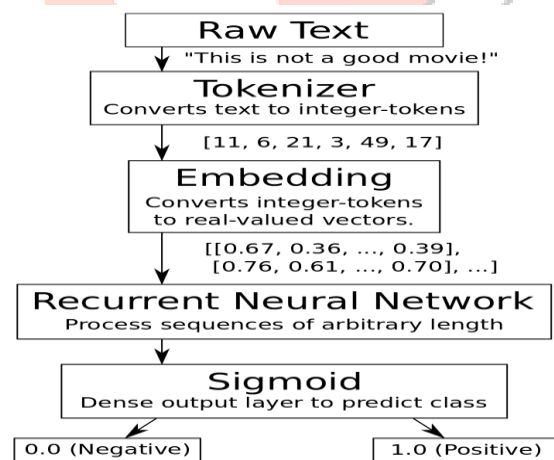 Raw Text
"This is not a good movie!"
Tokenizer
Converts text to integer-tokens
[11, 6, 21, 3, 49, 17]
Embedding
Converts integer-tokens
to real-valued vectors.
[[0.67, 0.36, ..., 0.39],
[0.76, 0.61, ..., 0.70], ...]
Recurrent Neural Network
Process sequences of arbitrary length
Sigmoid
Dense output layer to predict class
0.0 (Negative)
1.0 (Positive)